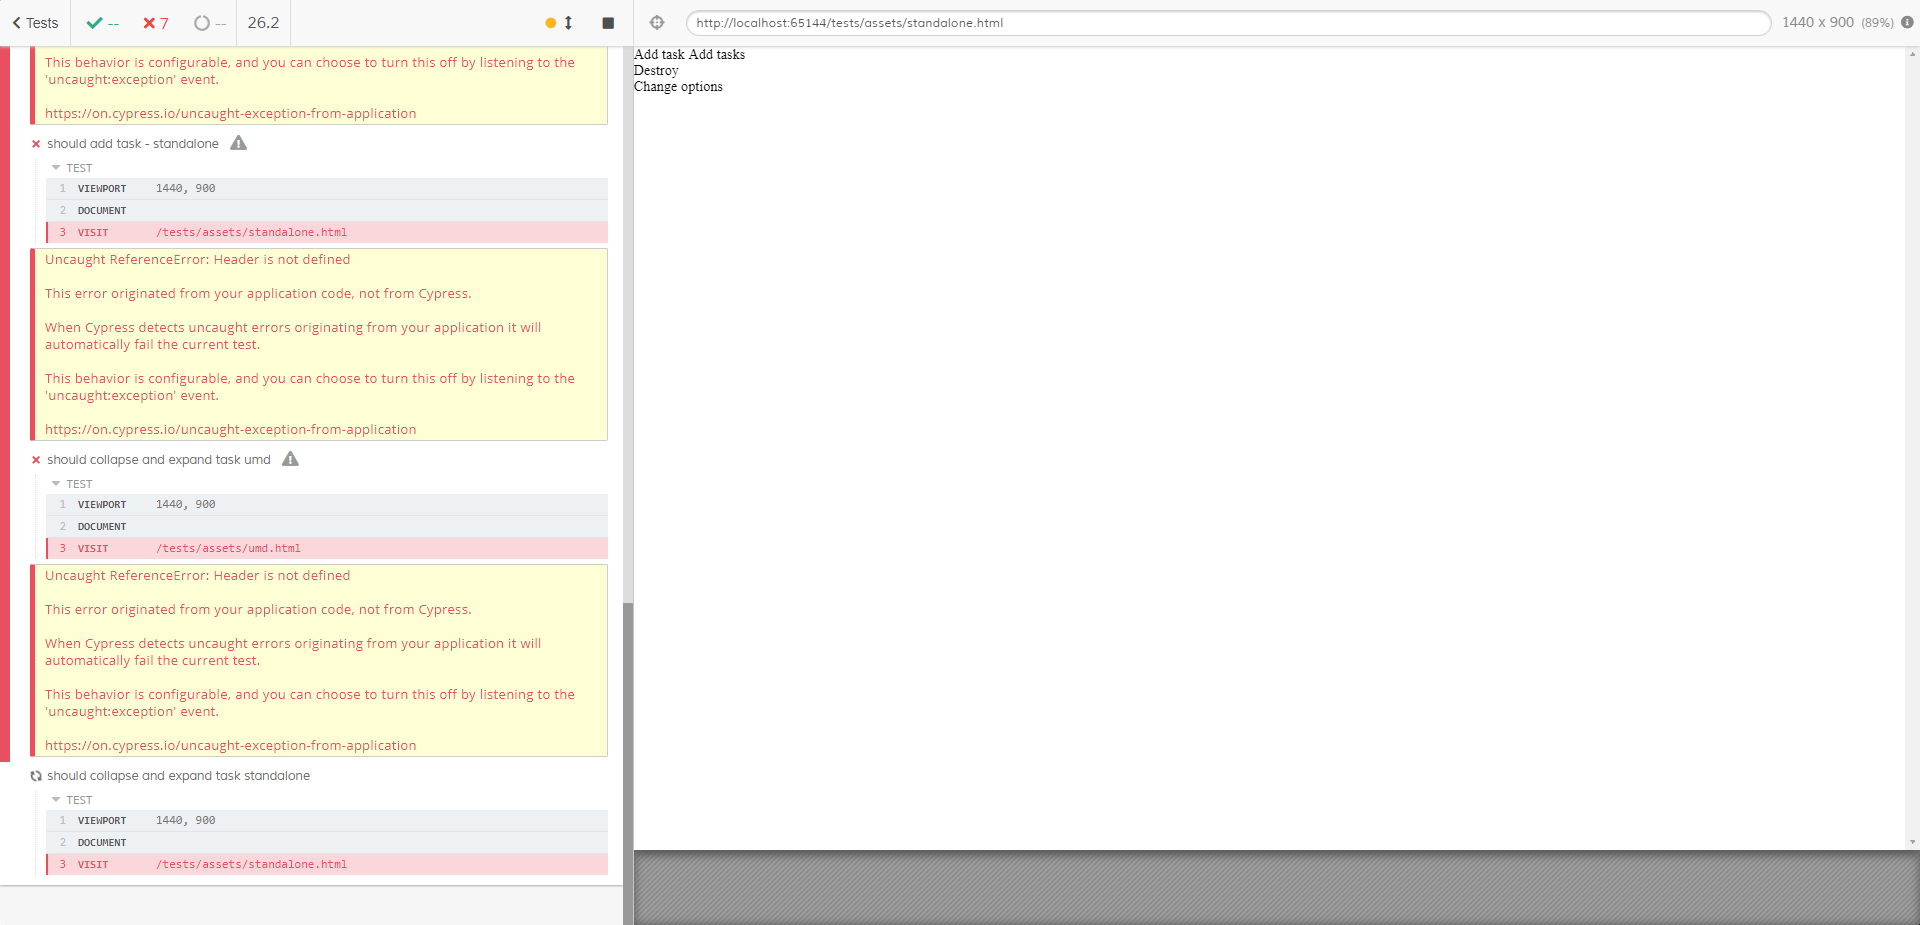 Tests
--
7
--
26.2
http://localhost:65144/tests/assets/standalone.html
1440 x 900 (89%)
This behavior is configurable, and you can choose to turn this off by listening to the
'uncaught:exception' event.
https://on.cypress.io/uncaught-exception-from-application
should add task - standalone
TEST
1 VIEWPORT 1440, 900
2 DOCUMENT
3 VISIT /tests/assets/standalone.html
Uncaught ReferenceError: Header is not defined
This error originated from your application code, not from Cypress.
When Cypress detects uncaught errors originating from your application it will
automatically fail the current test.
This behavior is configurable, and you can choose to turn this off by listening to the
'uncaught:exception' event.
https://on.cypress.io/uncaught-exception-from-application
should collapse and expand task umd
TEST
1 VIEWPORT 1440, 900
2 DOCUMENT
3 VISIT /tests/assets/umd.html
Uncaught ReferenceError: Header is not defined
This error originated from your application code, not from Cypress.
When Cypress detects uncaught errors originating from your application it will
automatically fail the current test.
This behavior is configurable, and you can choose to turn this off by listening to the
'uncaught:exception' event.
https://on.cypress.io/uncaught-exception-from-application
should collapse and expand task standalone
TEST
1 VIEWPORT 1440, 900
2 DOCUMENT
3 VISIT /tests/assets/standalone.html
Add task Add tasks
Destroy
Change options